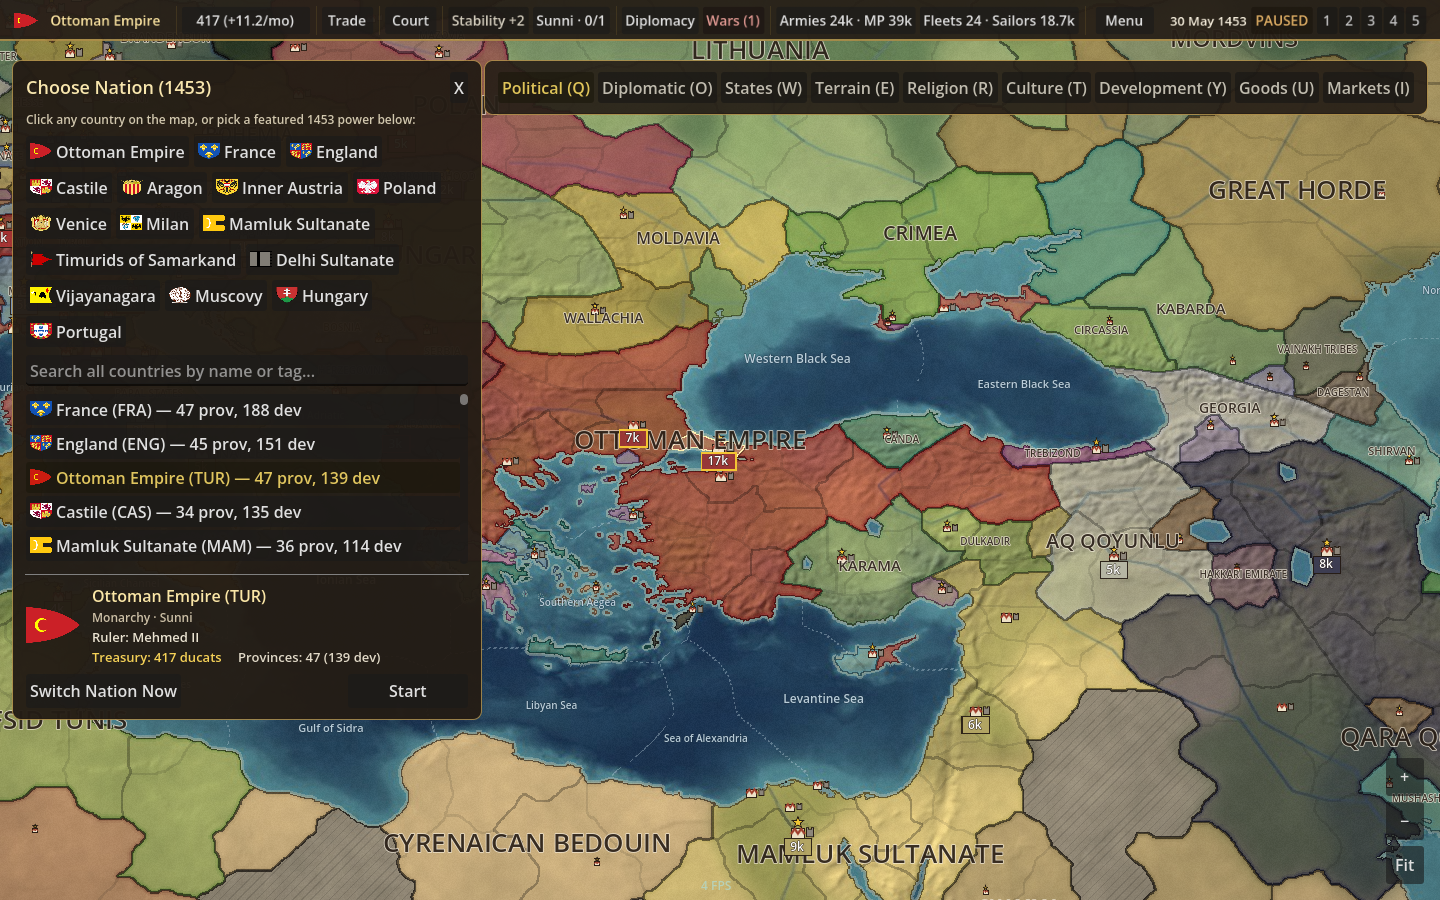 Ottoman Empire 417 (+11.2/mo) Trade Court Stability +2 Sunni · 0/1 Diplomacy Wars (1) Armies 24k · MP 39k Fleets 24 · Sailors 18.7k Menu 30 May 1453 PAUSED 1 2 3 4 5
LITHUANIA
MORDVINS
Choose Nation (1453) X
Political (Q) Diplomatic (O) States (W) Terrain (E) Religion (R) Culture (T) Development (Y) Goods (U) Markets (I)
Click any country on the map, or pick a featured 1453 power below:
Ottoman Empire France England
Castile Aragon Inner Austria Poland
Venice Milan Mamluk Sultanate
Timurids of Samarkand Delhi Sultanate
Vijayanagara Muscovy Hungary
Portugal
Search all countries by name or tag...
France (FRA) — 47 prov, 188 dev
England (ENG) — 45 prov, 151 dev
Ottoman Empire (TUR) — 47 prov, 139 dev
Castile (CAS) — 34 prov, 135 dev
Mamluk Sultanate (MAM) — 36 prov, 114 dev
Ottoman Empire (TUR)
Monarchy · Sunni
Ruler: Mehmed II
Treasury: 417 ducats Provinces: 47 (139 dev)
Switch Nation Now Start
GREAT HORDE
MOLDAVIA
CRIMEA
WALLACHIA
KABARDA
CIRCASSIA
VAINAKH TRIBES
Western Black Sea
Eastern Black Sea
DAGESTAN
GEORGIA
OTTOMAN EMPIRE
7k
17k
CANDA
TREBIZOND
SHIRVAN
DULKADIR
AQ QOYUNLU
KARAMA
5k
8k
HAKKARI EMIRATE
Southern Aegea
Levantine Sea
Libyan Sea
Gulf of Sidra
Sea of Alexandria
6k
QARA Q
CYRENAICAN BEDOUIN
MAMLUK SULTANATE
9k
4 FPS
+
−
Fit